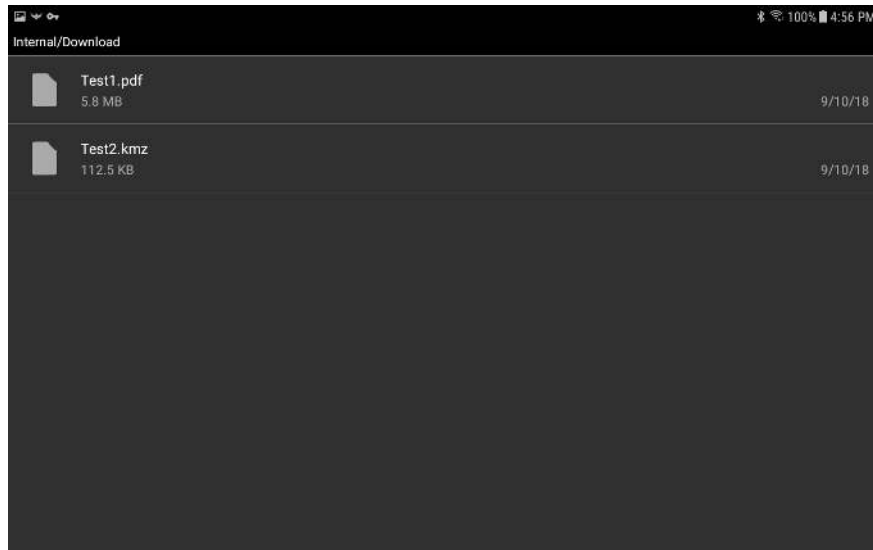 100% 4:56 PM
Internal/Download
Test1.pdf
5.8 MB
9/10/18
Test2.kmz
112.5 KB
9/10/18